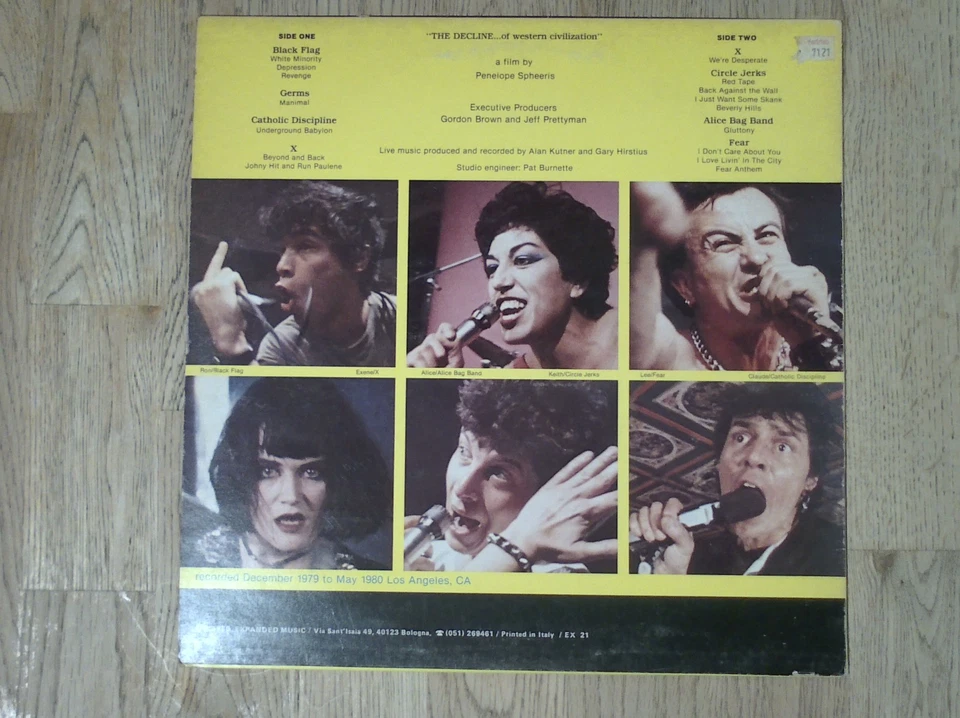 SIDE ONE
Black Flag
White Minority
Depression
Revenge
Germs
Manimal
Catholic Discipline
Underground Babylon
X
Beyond and Back
Johny Hit and Run Paulene
"THE DECLINE...of western civilization"
a film by
Penelope Spheeris
Executive Producers
Gordon Brown and Jeff Prettyman
Live music produced and recorded by Alan Kutner and Gary Hirstius
Studio engineer: Pat Burnette
SIDE TWO
X
We're Desperate
Circle Jerks
Red Tape
Back Against the Wall
I Just Want Some Skank
Beverly Hills
Alice Bag Band
Gluttony
Fear
I Don't Care About You
I Love Livin' In The City
Fear Anthem
Ron/Black Flag
Exene/X
Alice/Alice Bag Band
Keith/Circle Jerks
Lee/Fear
Claude/Catholic Discipline
recorded December 1979 to May 1980 Los Angeles, CA
EXPANDED MUSIC / Via Sant'Isaia 49, 40123 Bologna, ☎ (051) 269461 / Printed in Italy / EX 21